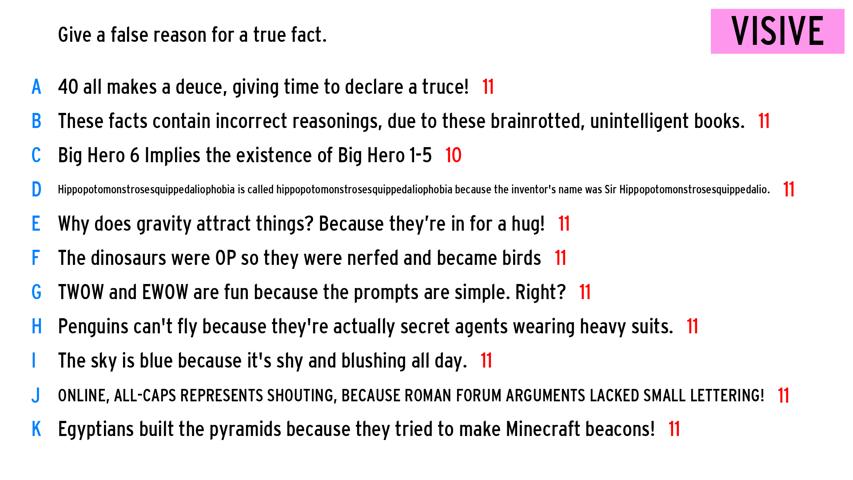 Give a false reason for a true fact.
VISIVE
A 40 all makes a deuce, giving time to declare a truce! 11
B These facts contain incorrect reasonings, due to these brainrotted, unintelligent books. 11
C Big Hero 6 Implies the existence of Big Hero 1-5 10
D Hippopotomonstrosesquippedaliophobia is called hippopotomonstrosesquippedaliophobia because the inventor's name was Sir Hippopotomonstrosesquippedalio. 11
E Why does gravity attract things? Because they’re in for a hug! 11
F The dinosaurs were OP so they were nerfed and became birds 11
G TWOW and EWOW are fun because the prompts are simple. Right? 11
H Penguins can't fly because they're actually secret agents wearing heavy suits. 11
I The sky is blue because it's shy and blushing all day. 11
J ONLINE, ALL-CAPS REPRESENTS SHOUTING, BECAUSE ROMAN FORUM ARGUMENTS LACKED SMALL LETTERING! 11
K Egyptians built the pyramids because they tried to make Minecraft beacons! 11